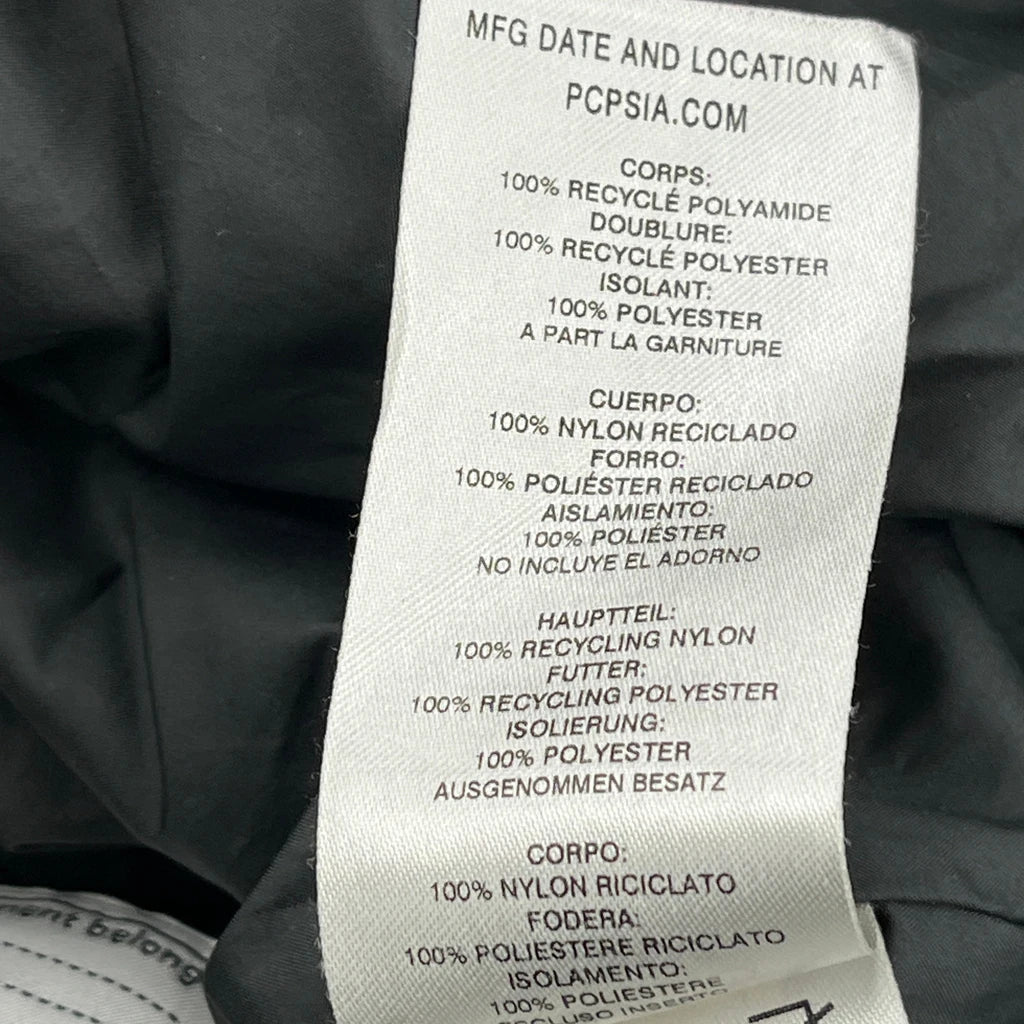 MFG DATE AND LOCATION AT
PCPSIA.COM
CORPS:
100% RECYCLÉ POLYAMIDE
DOUBLURE:
100% RECYCLÉ POLYESTER
ISOLANT:
100% POLYESTER
A PART LA GARNITURE
CUERPO:
100% NYLON RECICLADO
FORRO:
100% POLIÉSTER RECICLADO
AISLAMIENTO:
100% POLIÉSTER
NO INCLUYE EL ADORNO
HAUPTTEIL:
100% RECYCLING NYLON
FUTTER:
100% RECYCLING POLYESTER
ISOLIERUNG:
100% POLYESTER
AUSGENOMMEN BESATZ
CORPO:
100% NYLON RICICLATO
FODERA:
100% POLIESTERE RICICLATO
ISOLAMENTO:
100% POLIESTERE
INSERTO
belong